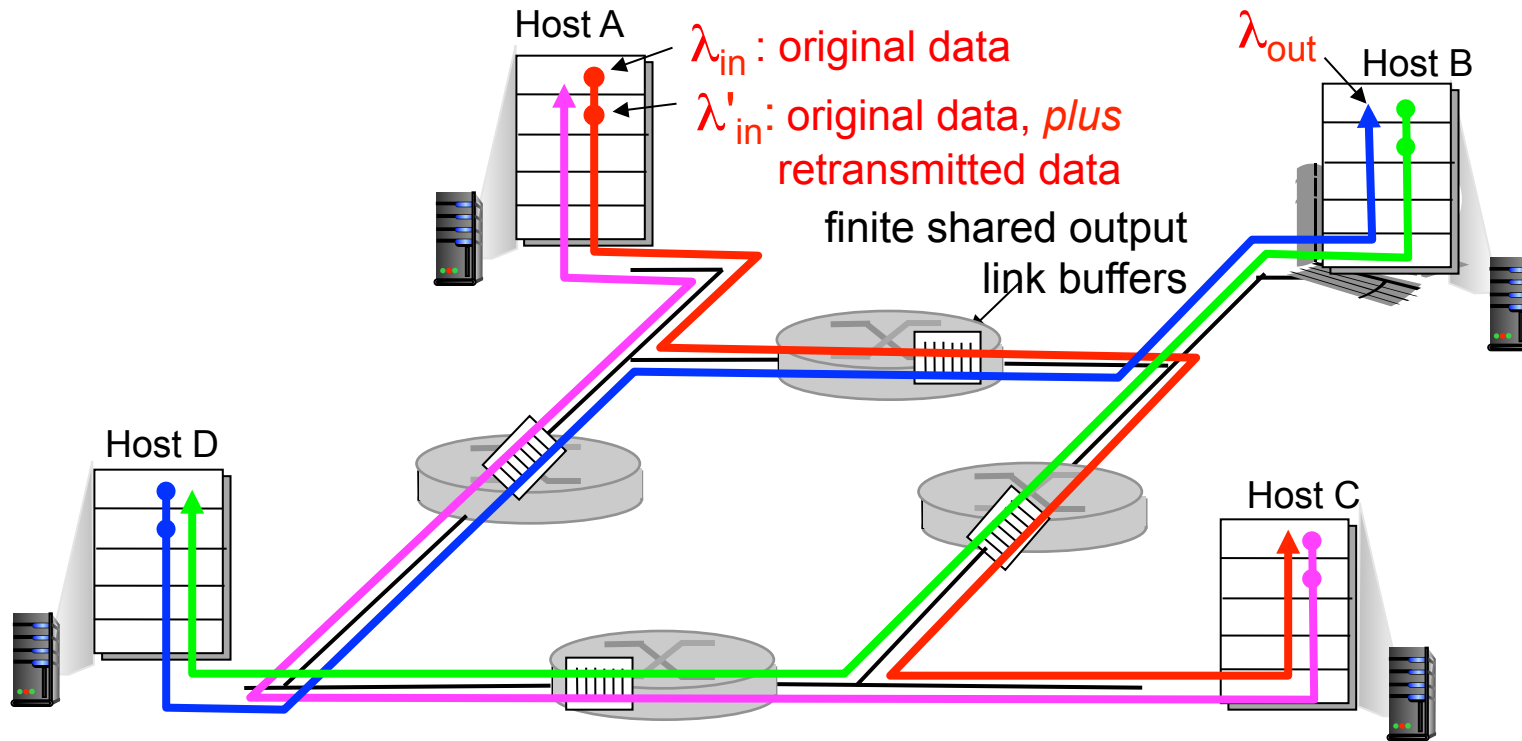 Host A
λin : original data
λ'in: original data, plus
retransmitted data
finite shared output
link buffers
λout
Host B
Host D
Host C